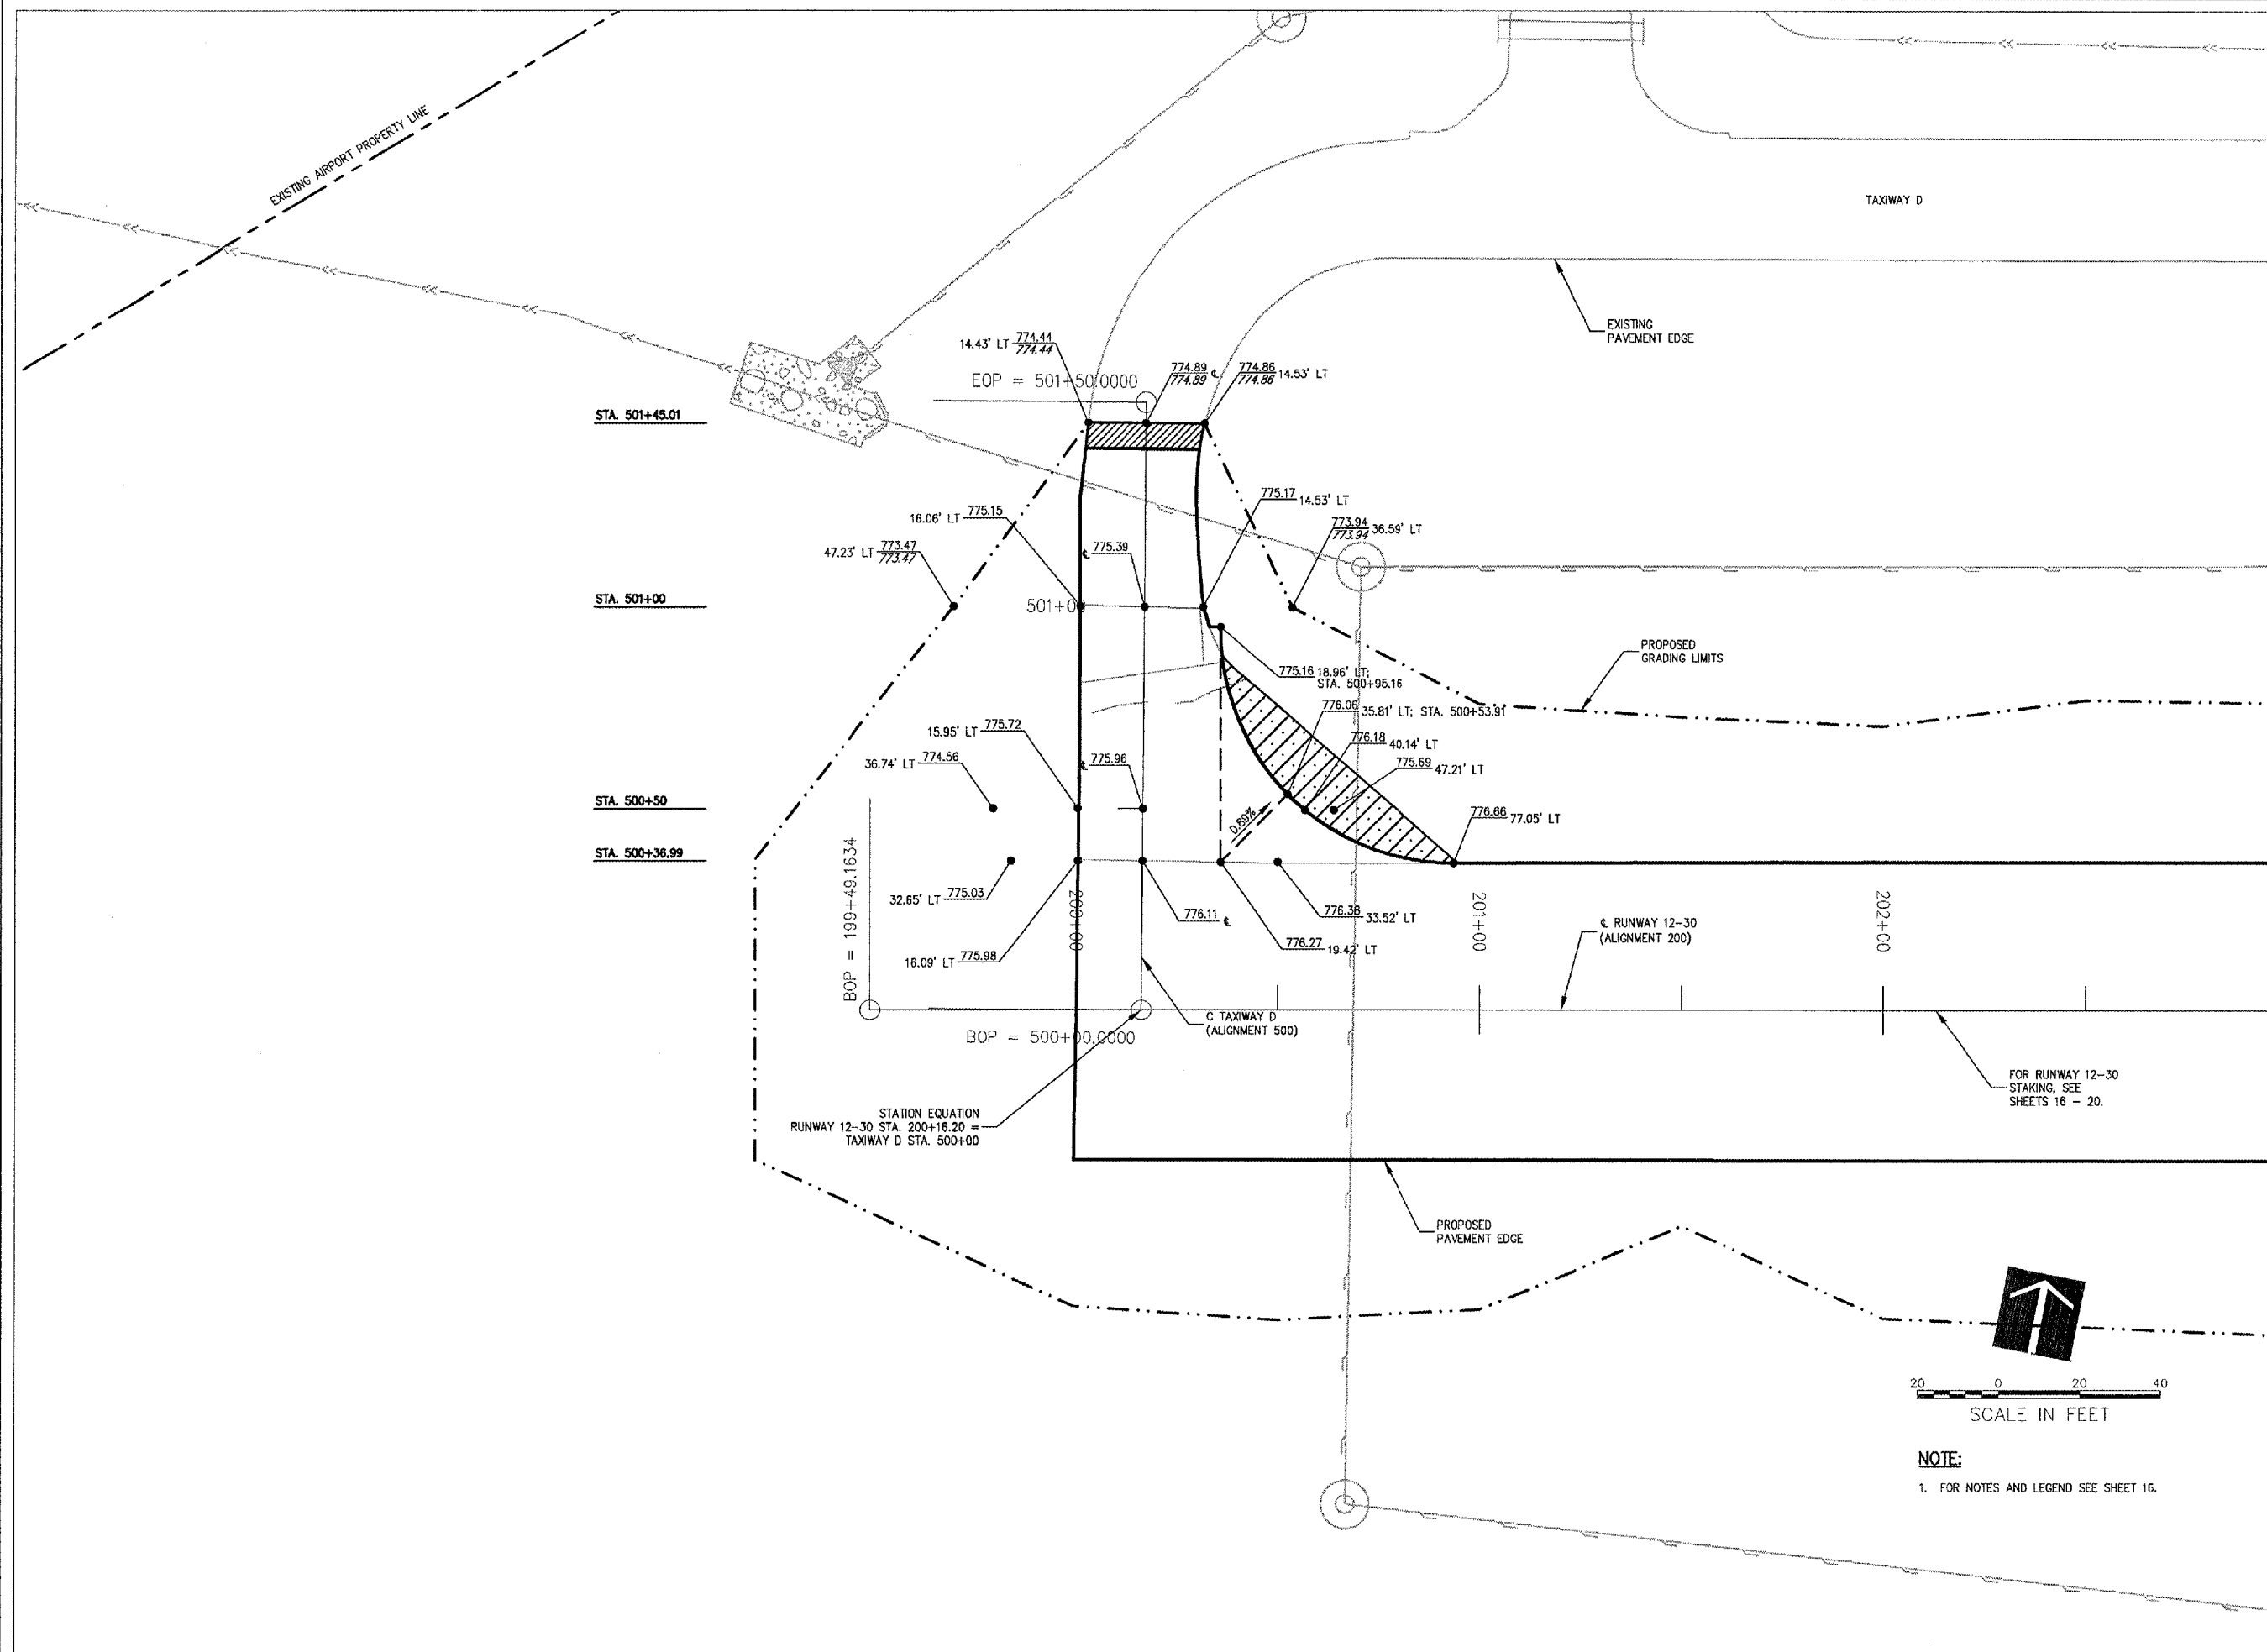 EXISTING AIRPORT PROPERTY LINE
TAXIWAY D
EXISTING
PAVEMENT EDGE
14.43' LT 774.44
774.44
EOP = 501+50.0000
774.89 ℄
774.89
774.86 14.53' LT
774.86
STA. 501+45.01
16.06' LT 775.15
775.17 14.53' LT
773.94 36.59' LT
773.94
47.23' LT 773.47
773.47
℄ 775.39
STA. 501+00
501+00
PROPOSED
GRADING LIMITS
775.16 18.96' LT;
STA. 500+95.16
776.06 35.81' LT; STA. 500+53.91
15.95' LT 775.72
776.18 40.14' LT
36.74' LT 774.56
℄ 775.96
775.69 47.21' LT
STA. 500+50
0.89%
776.66 77.05' LT
STA. 500+36.99
BOP = 199+49.1634
32.65' LT 775.03
200+00
776.11 ℄
776.38 33.52' LT
201+00
202+00
℄ RUNWAY 12-30
(ALIGNMENT 200)
776.27 19.42' LT
16.09' LT 775.98
C TAXIWAY D
(ALIGNMENT 500)
BOP = 500+00.0000
FOR RUNWAY 12-30
STAKING, SEE
SHEETS 16 - 20.
STATION EQUATION
RUNWAY 12-30 STA. 200+16.20 =
TAXIWAY D STA. 500+00
PROPOSED
PAVEMENT EDGE
20 0 20 40
SCALE IN FEET
NOTE:
1. FOR NOTES AND LEGEND SEE SHEET 16.